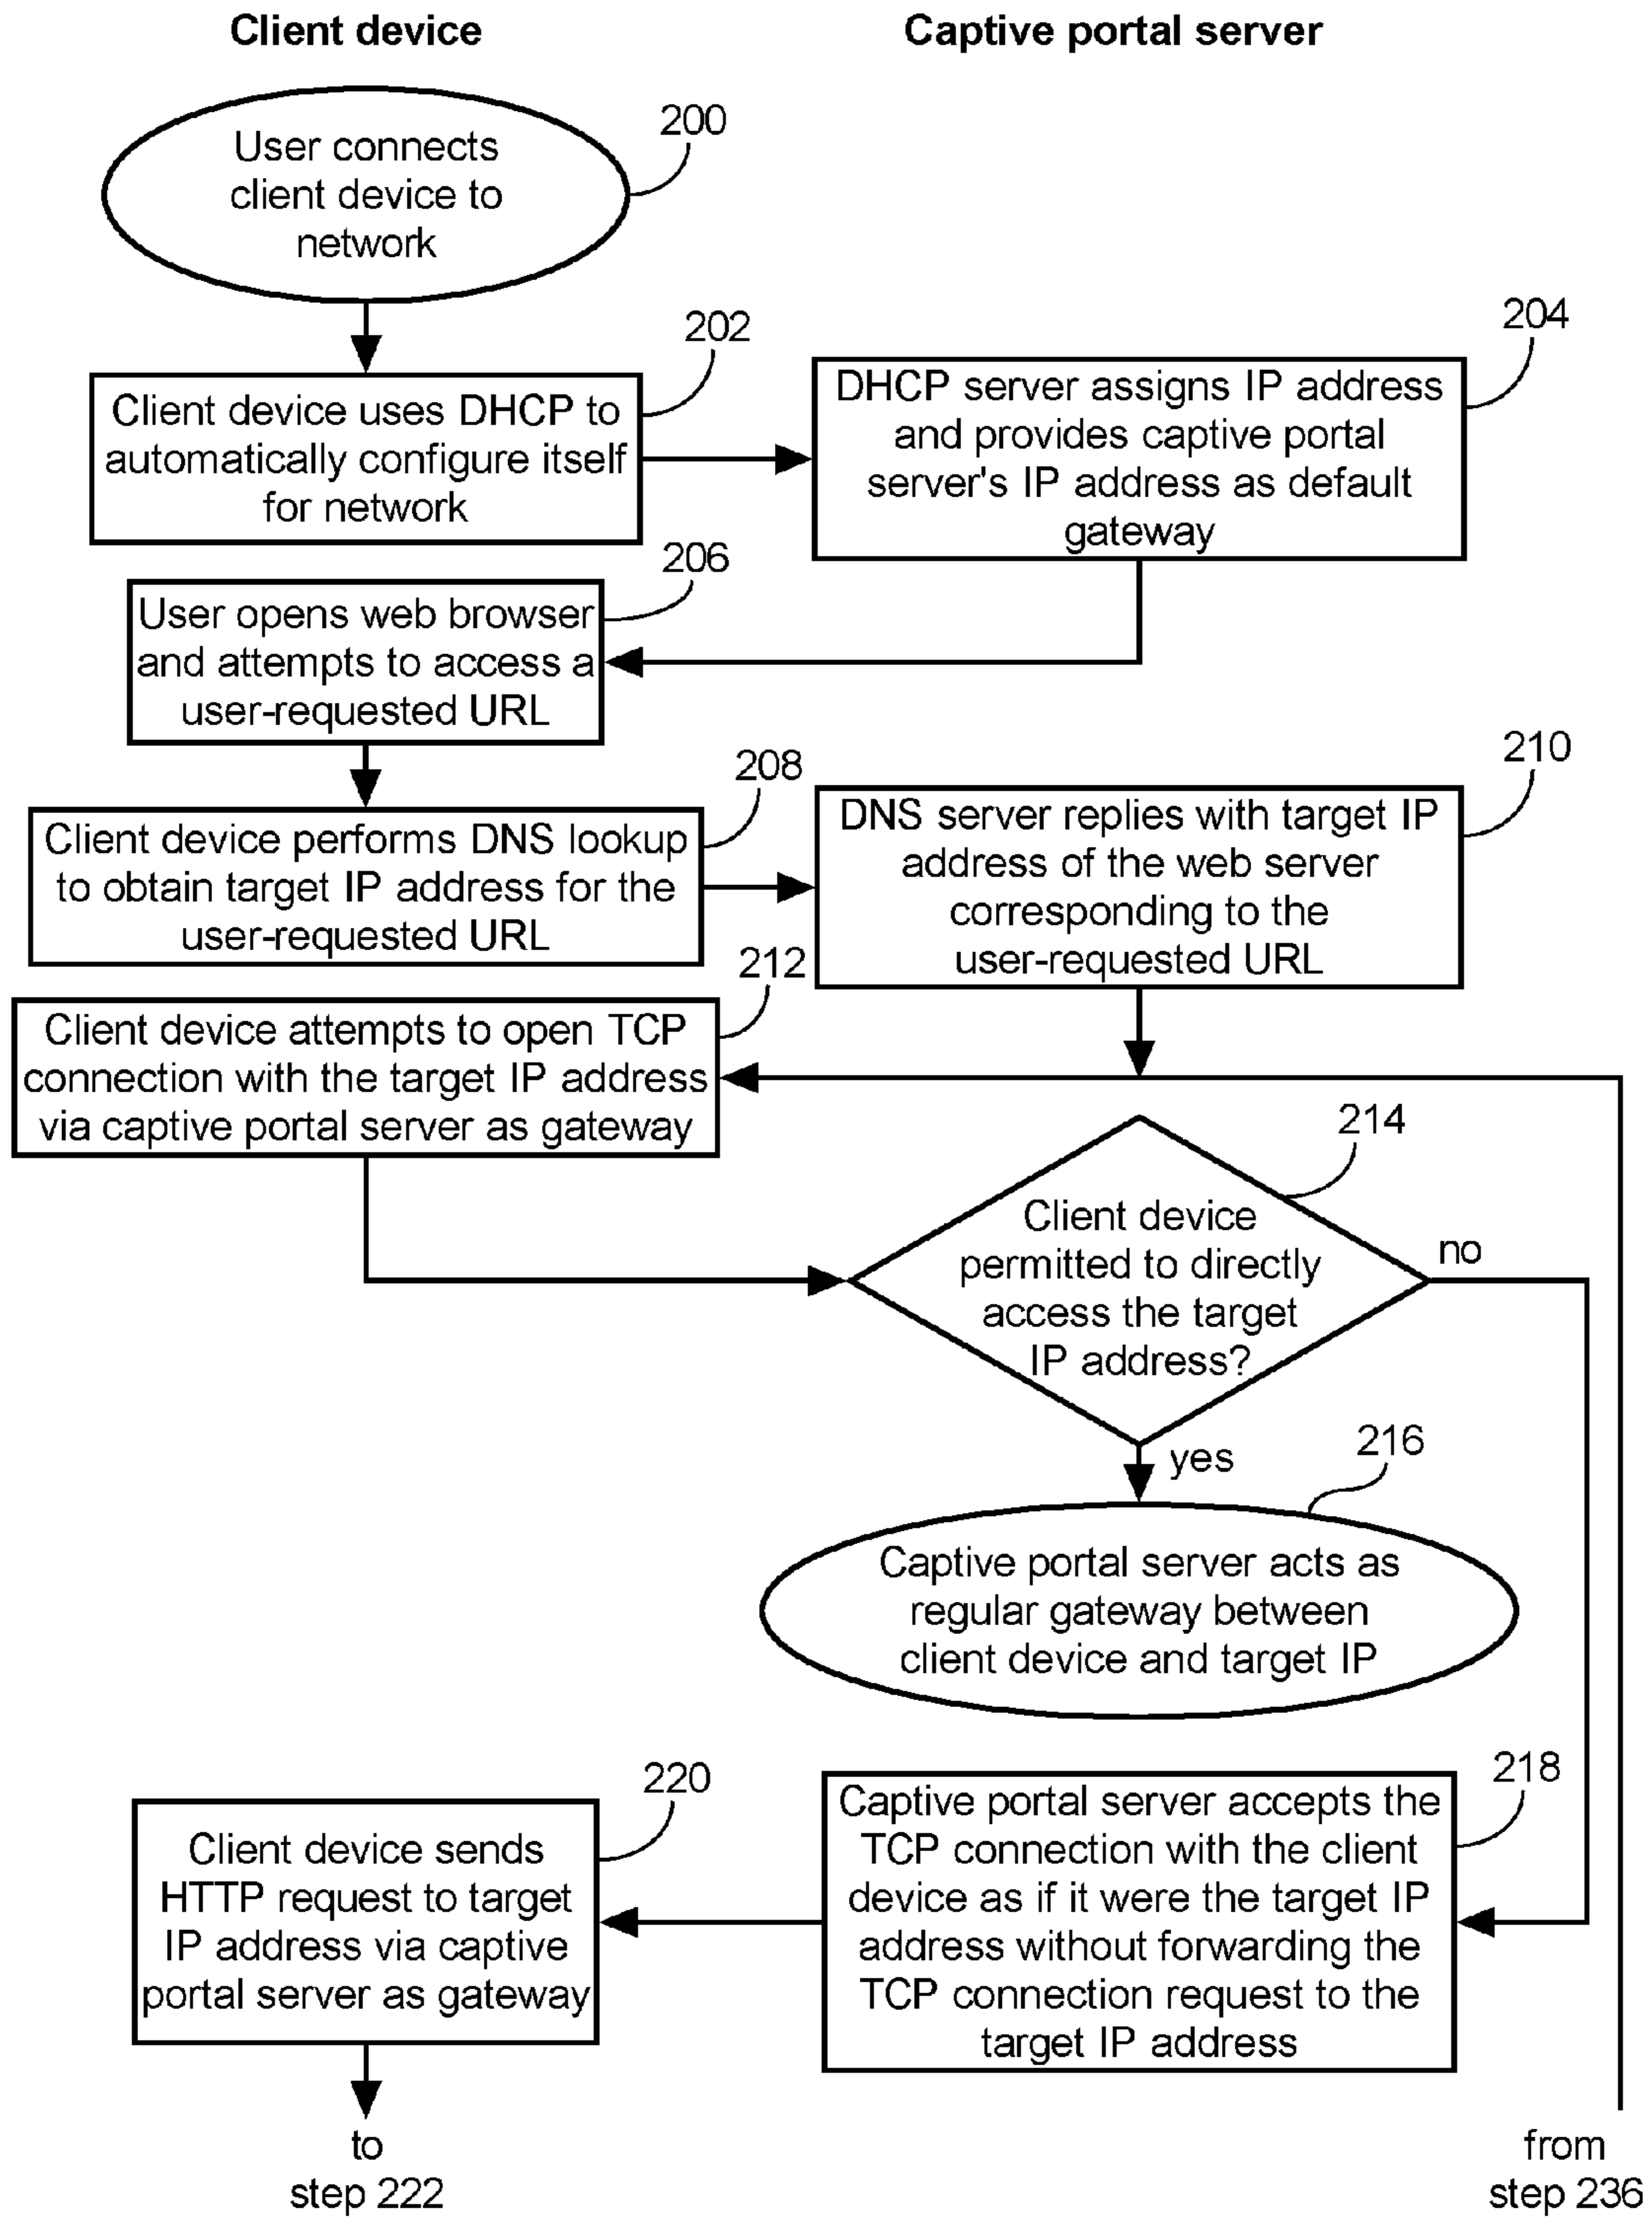 Client device
Captive portal server
User connects
client device to
network
200
Client device uses DHCP to
automatically configure itself
for network
202
DHCP server assigns IP address
and provides captive portal
server's IP address as default
gateway
204
User opens web browser
and attempts to access a
user-requested URL
206
Client device performs DNS lookup
to obtain target IP address for the
user-requested URL
208
DNS server replies with target IP
address of the web server
corresponding to the
user-requested URL
210
Client device attempts to open TCP
connection with the target IP address
via captive portal server as gateway
212
Client device
permitted to directly
access the target
IP address?
214
no
yes
Captive portal server acts as
regular gateway between
client device and target IP
216
Captive portal server accepts the
TCP connection with the client
device as if it were the target IP
address without forwarding the
TCP connection request to the
target IP address
218
Client device sends
HTTP request to target
IP address via captive
portal server as gateway
220
to
step 222
from
step 236